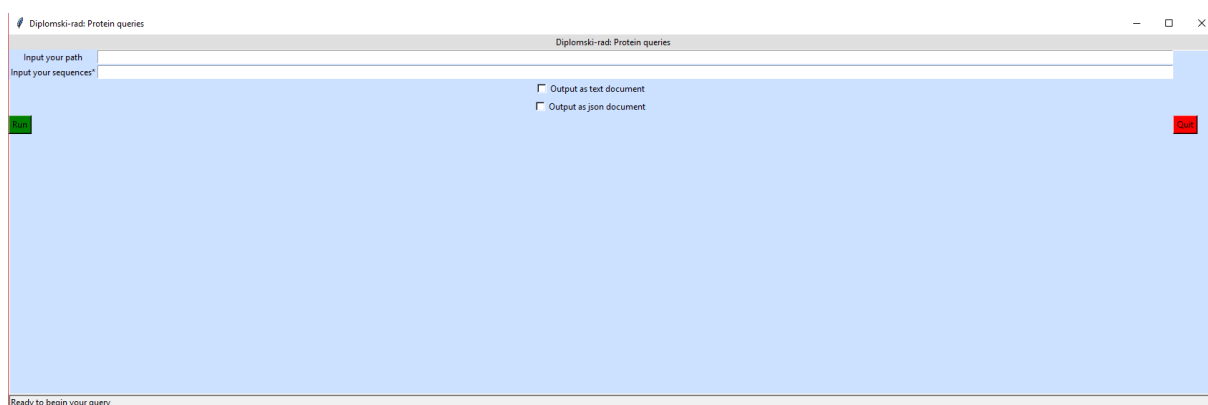 Diplomski-rad: Protein queries
Diplomski-rad: Protein queries
Input your path
Input your sequences*
Output as text document
Output as json document
Run Quit
Ready to begin your query